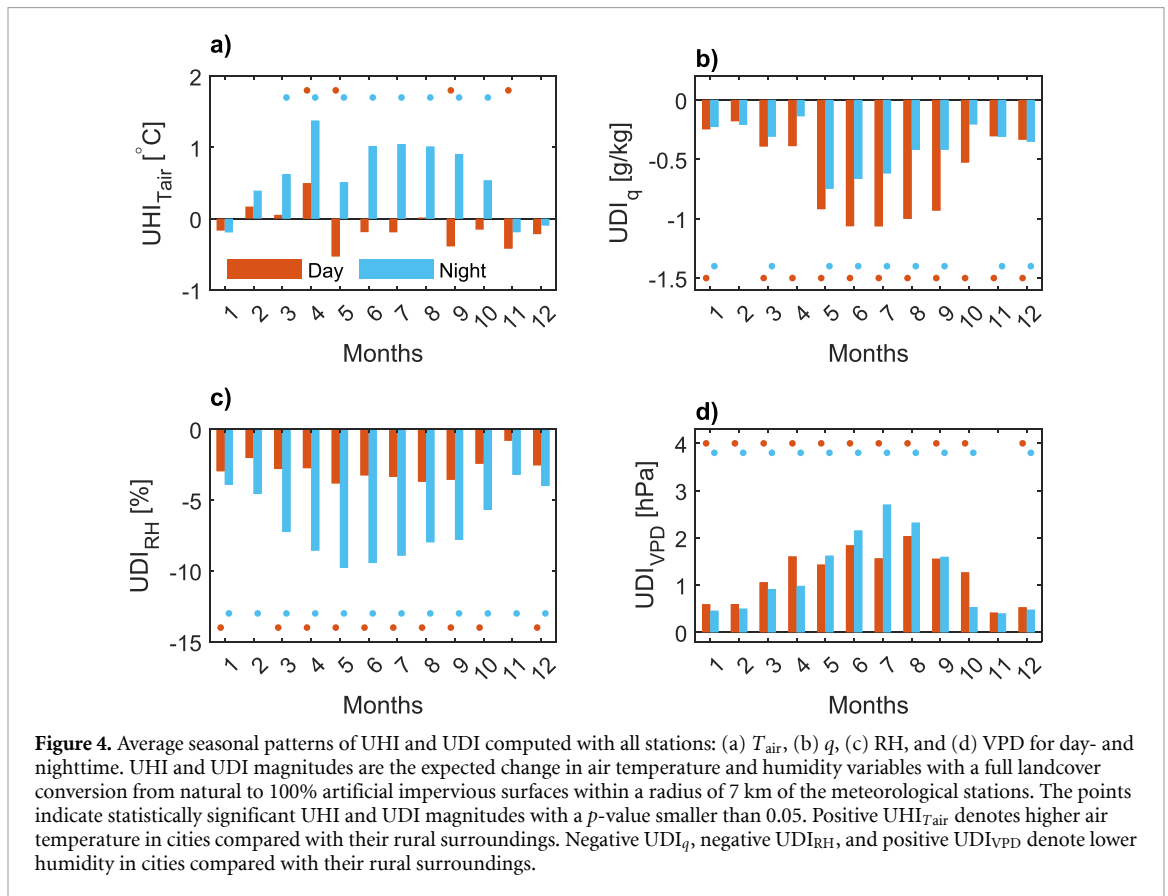 a)
2
1
0
-1
UHI_Tair [°C]
Day
Night
1 2 3 4 5 6 7 8 9 10 11 12
Months
b)
0
-0.5
-1
-1.5
UDI_q [g/kg]
1 2 3 4 5 6 7 8 9 10 11 12
Months
c)
0
-5
-10
-15
UDI_RH [%]
1 2 3 4 5 6 7 8 9 10 11 12
Months
d)
4
3
2
1
0
UDI_VPD [hPa]
1 2 3 4 5 6 7 8 9 10 11 12
Months
Figure 4. Average seasonal patterns of UHI and UDI computed with all stations: (a) T_air, (b) q, (c) RH, and (d) VPD for day- and
nighttime. UHI and UDI magnitudes are the expected change in air temperature and humidity variables with a full landcover
conversion from natural to 100% artificial impervious surfaces within a radius of 7 km of the meteorological stations. The points
indicate statistically significant UHI and UDI magnitudes with a p-value smaller than 0.05. Positive UHI_Tair denotes higher air
temperature in cities compared with their rural surroundings. Negative UDI_q, negative UDI_RH, and positive UDI_VPD denote lower
humidity in cities compared with their rural surroundings.